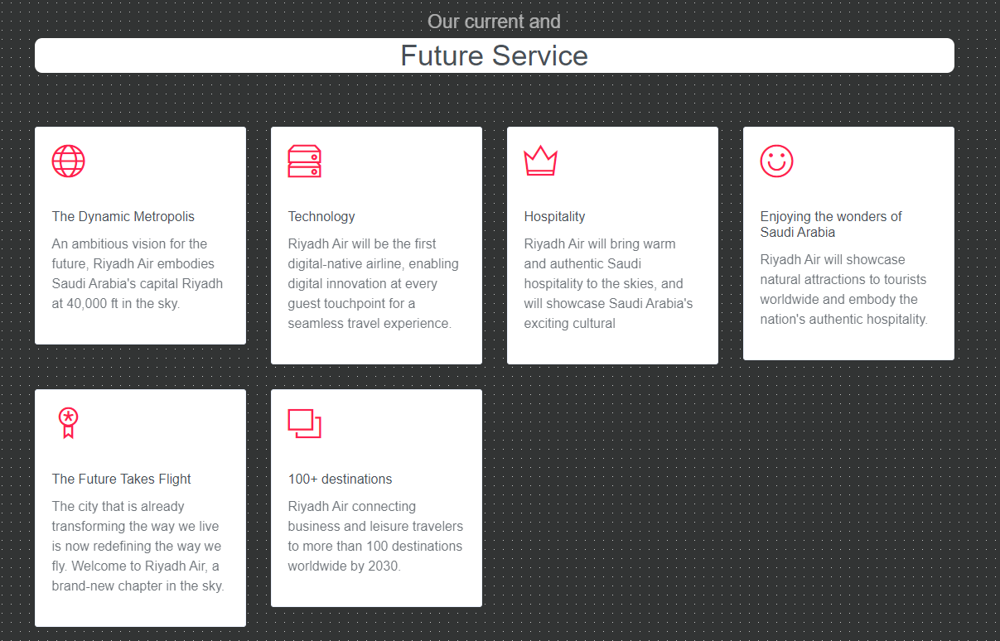 Our current and
Future Service
The Dynamic Metropolis
An ambitious vision for the
future, Riyadh Air embodies
Saudi Arabia's capital Riyadh
at 40,000 ft in the sky.
Technology
Riyadh Air will be the first
digital-native airline, enabling
digital innovation at every
guest touchpoint for a
seamless travel experience.
Hospitality
Riyadh Air will bring warm
and authentic Saudi
hospitality to the skies, and
will showcase Saudi Arabia's
exciting cultural
Enjoying the wonders of
Saudi Arabia
Riyadh Air will showcase
natural attractions to tourists
worldwide and embody the
nation's authentic hospitality.
The Future Takes Flight
The city that is already
transforming the way we live
is now redefining the way we
fly. Welcome to Riyadh Air, a
brand-new chapter in the sky.
100+ destinations
Riyadh Air connecting
business and leisure travelers
to more than 100 destinations
worldwide by 2030.